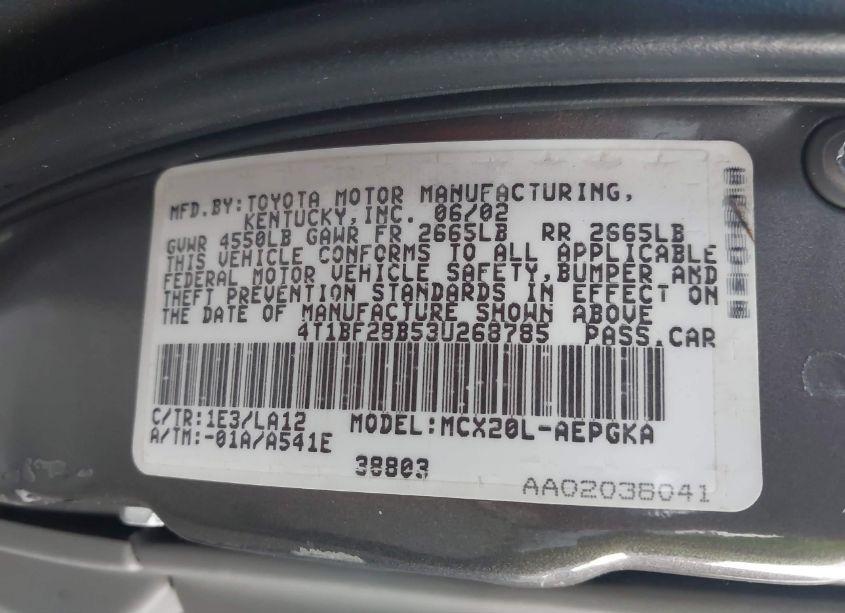 MFD.BY:TOYOTA MOTOR MANUFACTURING,
KENTUCKY,INC. 06/02
GVWR 4550LB GAWR FR 2665LB RR 2665LB
THIS VEHICLE CONFORMS TO ALL APPLICABLE
FEDERAL MOTOR VEHICLE SAFETY,BUMPER AND
THEFT PREVENTION STANDARDS IN EFFECT ON
THE DATE OF MANUFACTURE SHOWN ABOVE
4T1BF28B53U268785 PASS.CAR
C/TR:1E3/LA12 MODEL:MCX20L-AEPGKA
A/TM:-01A/A541E
38803
AA02038041